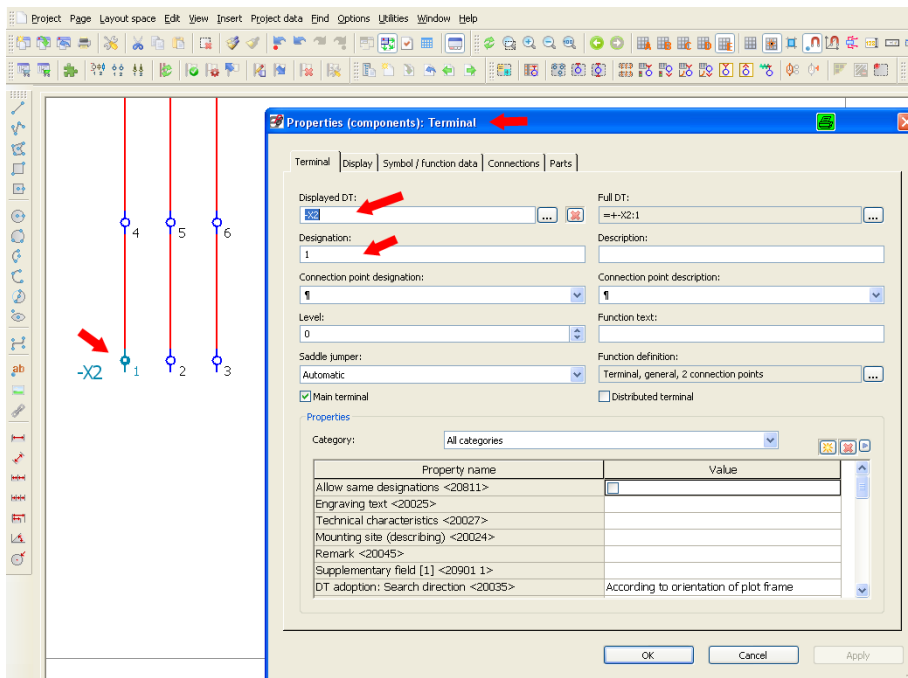 Project Page Layout space Edit View Insert Project data Find Options Utilities Window Help
Properties (components): Terminal
Terminal Display Symbol / function data Connections Parts
Displayed DT: Full DT:
-X2 ... =+-X2:1 ...
Designation: Description:
1
Connection point designation: Connection point description:
¶ ¶
Level: Function text:
0
Saddle jumper: Function definition:
Automatic Terminal, general, 2 connection points ...
Main terminal Distributed terminal
Properties
Category: All categories
Property name Value
Allow same designations <20811>
Engraving text <20025>
Technical characteristics <20027>
Mounting site (describing) <20024>
Remark <20045>
Supplementary field [1] <20901 1>
DT adoption: Search direction <20035> According to orientation of plot frame
OK Cancel Apply
4 5 6
-X2 1 2 3
ab